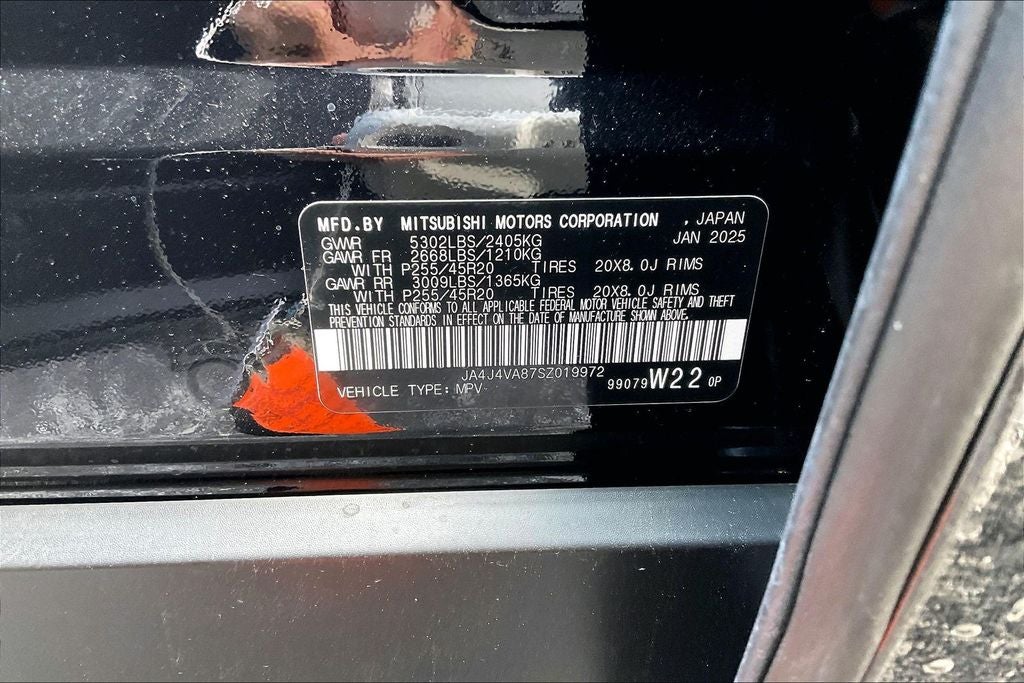 MFD.BY MITSUBISHI MOTORS CORPORATION , JAPAN
GWR 5302LBS/2405KG JAN 2025
GAWR FR 2668LBS/1210KG
WITH P255/45R20 TIRES 20X8.0J RIMS
GAWR RR 3009LBS/1365KG
WITH P255/45R20 TIRES 20X8.0J RIMS
THIS VEHICLE CONFORMS TO ALL APPLICABLE FEDERAL MOTOR VEHICLE SAFETY AND THEFT
PREVENTION STANDARDS IN EFFECT ON THE DATE OF MANUFACTURE SHOWN ABOVE.
JA4J4VA87SZ019972
VEHICLE TYPE: MPV 99079 W22 0P